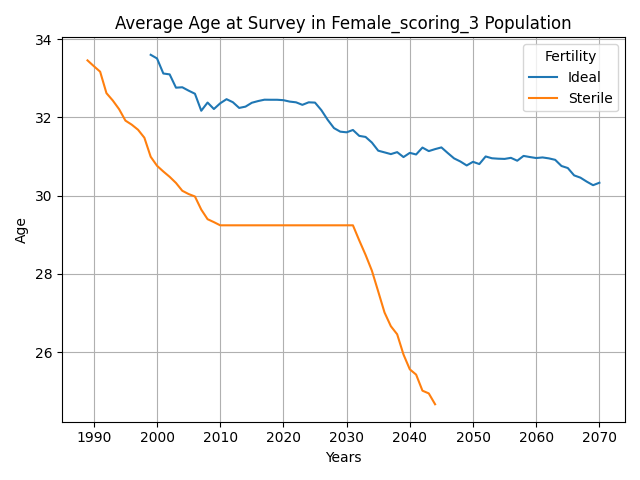 Average Age at Survey in Female_scoring_3 Population
34
32
30
28
26
Age
Fertility
Ideal
Sterile
1990 2000 2010 2020 2030 2040 2050 2060 2070
Years